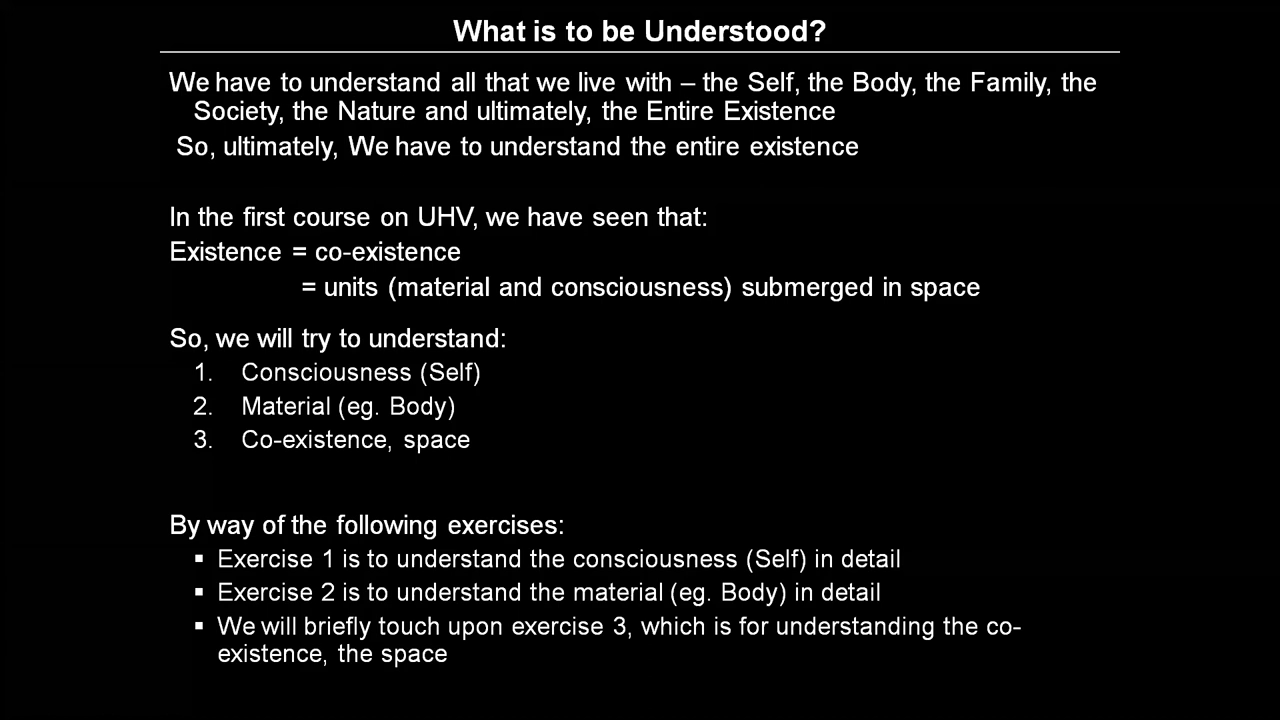 What is to be Understood?
We have to understand all that we live with – the Self, the Body, the Family, the
Society, the Nature and ultimately, the Entire Existence
So, ultimately, We have to understand the entire existence
In the first course on UHV, we have seen that:
Existence = co-existence
= units (material and consciousness) submerged in space
So, we will try to understand:
1. Consciousness (Self)
2. Material (eg. Body)
3. Co-existence, space
By way of the following exercises:
▪ Exercise 1 is to understand the consciousness (Self) in detail
▪ Exercise 2 is to understand the material (eg. Body) in detail
▪ We will briefly touch upon exercise 3, which is for understanding the co-
existence, the space